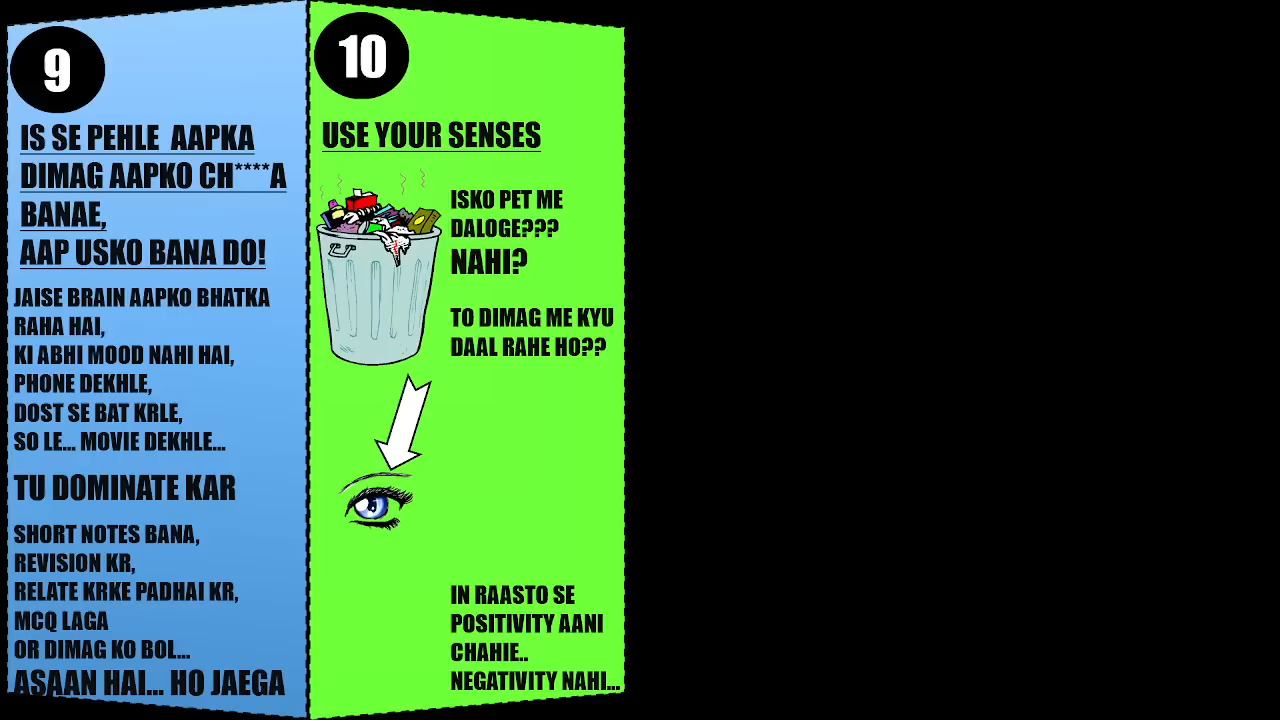 9
IS SE PEHLE AAPKA
DIMAG AAPKO CH****A
BANAE,
AAP USKO BANA DO!
JAISE BRAIN AAPKO BHATKA
RAHA HAI,
KI ABHI MOOD NAHI HAI,
PHONE DEKHLE,
DOST SE BAT KRLE,
SO LE... MOVIE DEKHLE...
TU DOMINATE KAR
SHORT NOTES BANA,
REVISION KR,
RELATE KRKE PADHAI KR,
MCQ LAGA
OR DIMAG KO BOL...
ASAAN HAI... HO JAEGA
10
USE YOUR SENSES
ISKO PET ME
DALOGE???
NAHI?
TO DIMAG ME KYU
DAAL RAHE HO??
IN RAASTO SE
POSITIVITY AANI
CHAHIE..
NEGATIVITY NAHI...